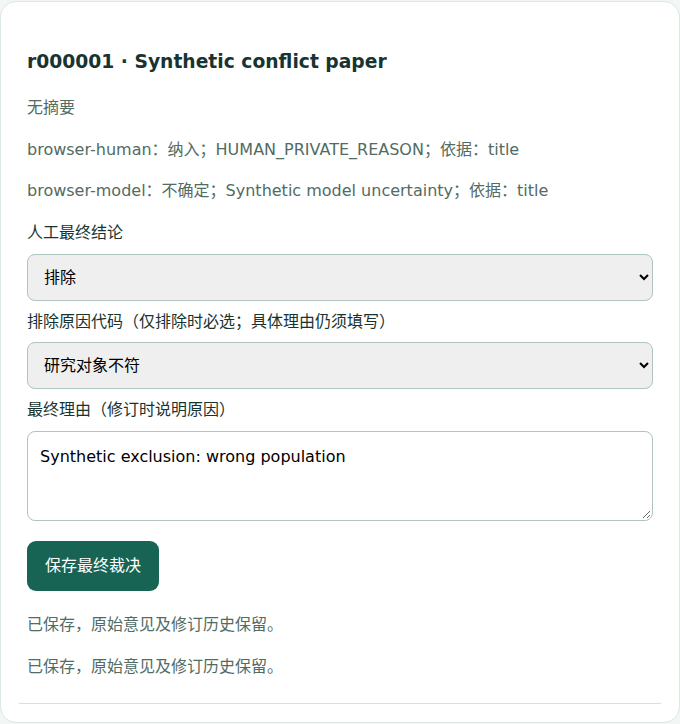 r000001 · Synthetic conflict paper
无摘要
browser-human：纳入；HUMAN_PRIVATE_REASON；依据：title
browser-model：不确定；Synthetic model uncertainty；依据：title
人工最终结论
排除
排除原因代码（仅排除时必选；具体理由仍须填写）
研究对象不符
最终理由（修订时说明原因）
Synthetic exclusion: wrong population
保存最终裁决
已保存，原始意见及修订历史保留。
已保存，原始意见及修订历史保留。